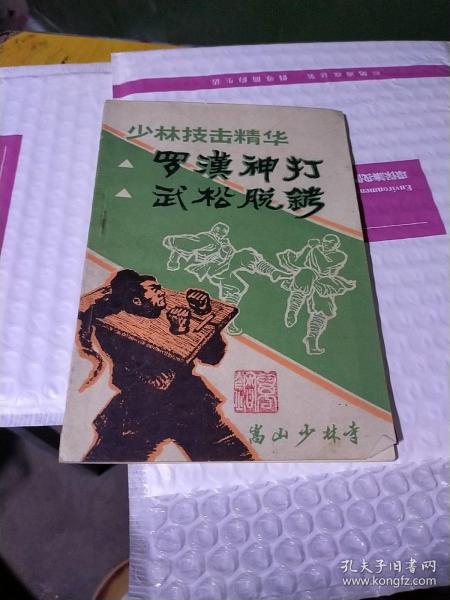 少林技击精华
罗漢神打
武松脱銬
嵩山少林寺
Environmen
孔夫子旧书网
www.kongfz.com